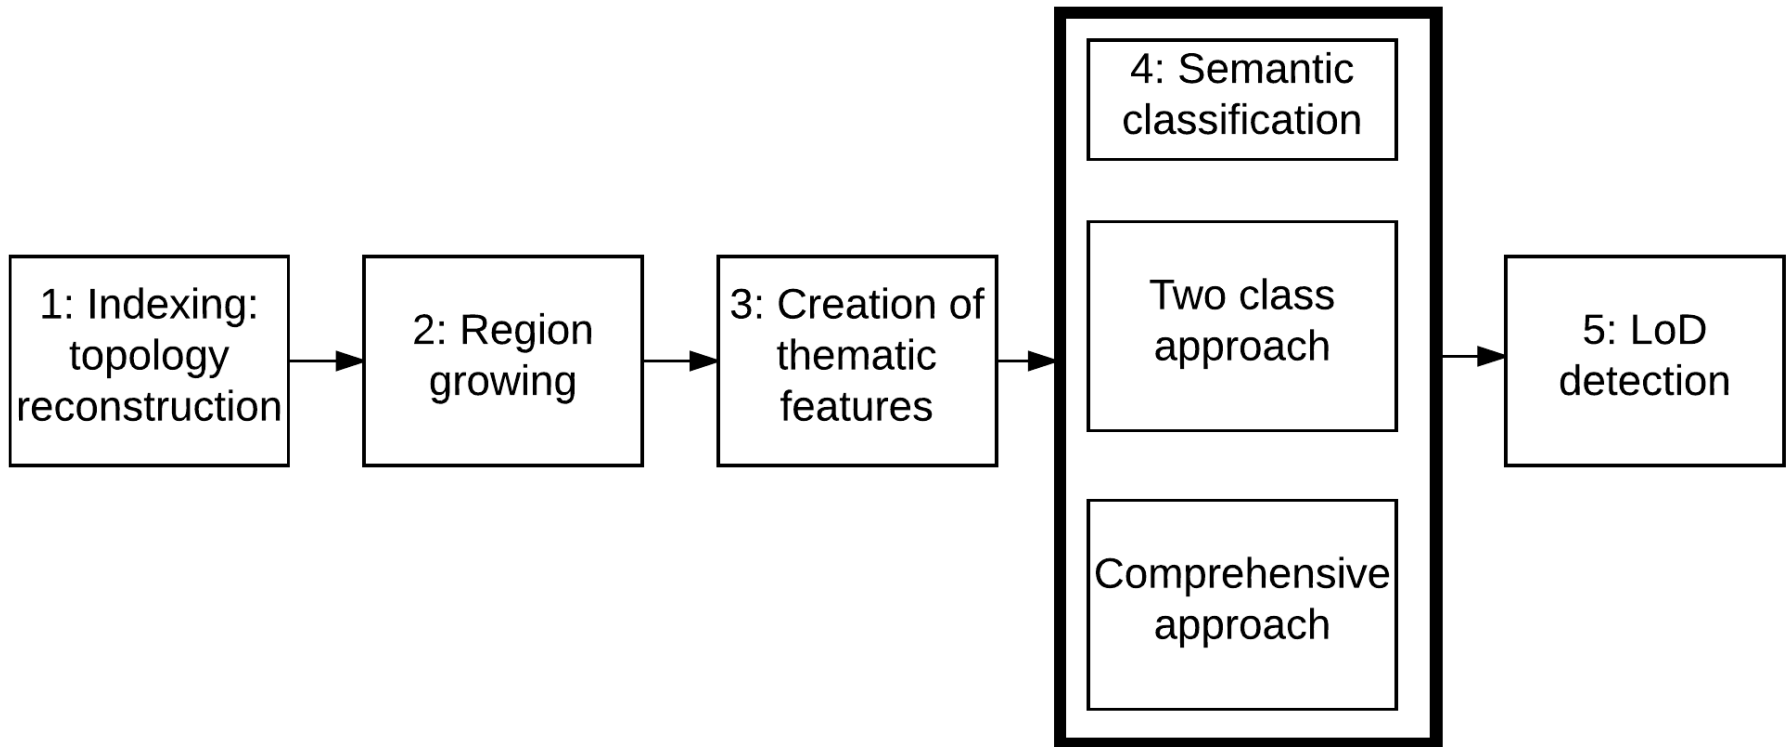 1: Indexing:
topology
reconstruction
2: Region
growing
3: Creation of
thematic
features
4: Semantic
classification
Two class
approach
Comprehensive
approach
5: LoD
detection